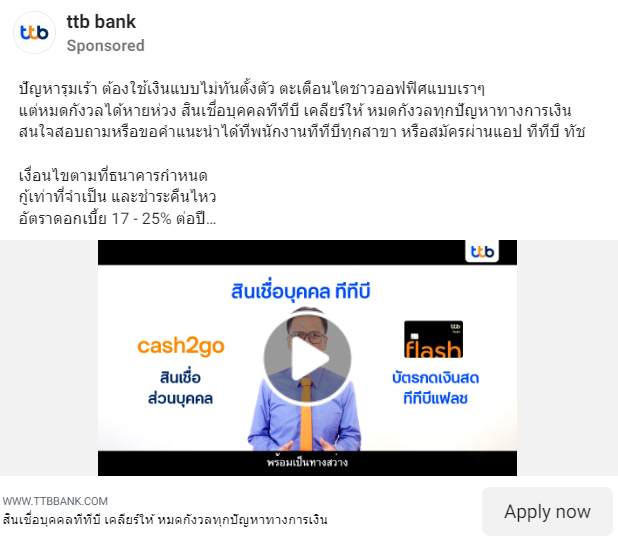 ttb
ttb bank
Sponsored
ปัญหารุมเร้า ต้องใช้เงินแบบไม่ทันตั้งตัว ตะเตือนไตชาวออฟฟิศแบบเราๆ
แต่หมดกังวลได้หายห่วง สินเชื่อบุคคลทีทีบี เคลียร์ให้ หมดกังวลทุกปัญหาทางการเงิน
สนใจสอบถามหรือขอคำแนะนำได้ที่พนักงานทีทีบีทุกสาขา หรือสมัครผ่านแอป ทีทีบี ทัช
เงื่อนไขตามที่ธนาคารกำหนด
กู้เท่าที่จำเป็น และชำระคืนไหว
อัตราดอกเบี้ย 17 - 25% ต่อปี...
ttb
สินเชื่อบุคคล ทีทีบี
cash2go
สินเชื่อ
ส่วนบุคคล
ttb
flash
บัตรกดเงินสด
ทีทีบีแฟลช
พร้อมเป็นทางสว่าง
WWW.TTBBANK.COM
สินเชื่อบุคคลทีทีบี เคลียร์ให้ หมดกังวลทุกปัญหาทางการเงิน
Apply now